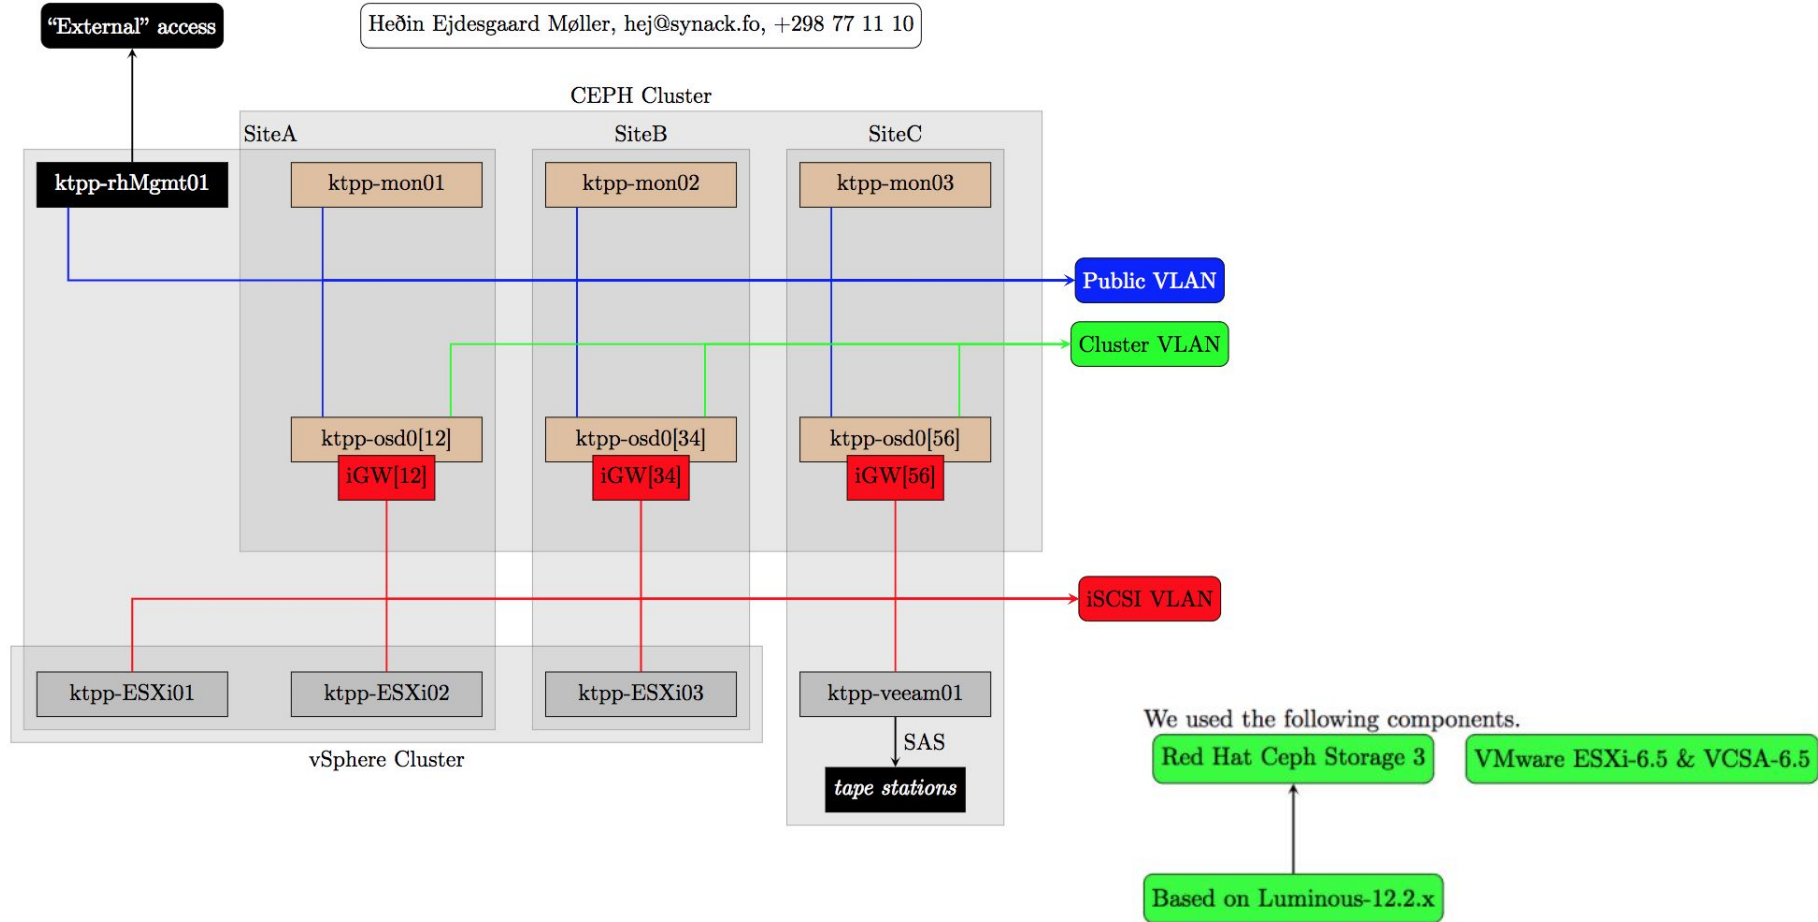 “External” access
Heðin Ejdesgaard Møller, hej@synack.fo, +298 77 11 10
CEPH Cluster
SiteA
SiteB
SiteC
ktpp-rhMgmt01
ktpp-mon01
ktpp-mon02
ktpp-mon03
Public VLAN
Cluster VLAN
ktpp-osd0[12]
ktpp-osd0[34]
ktpp-osd0[56]
iGW[12]
iGW[34]
iGW[56]
iSCSI VLAN
ktpp-ESXi01
ktpp-ESXi02
ktpp-ESXi03
ktpp-veeam01
SAS
vSphere Cluster
tape stations
We used the following components.
Red Hat Ceph Storage 3
VMware ESXi-6.5 & VCSA-6.5
Based on Luminous-12.2.x